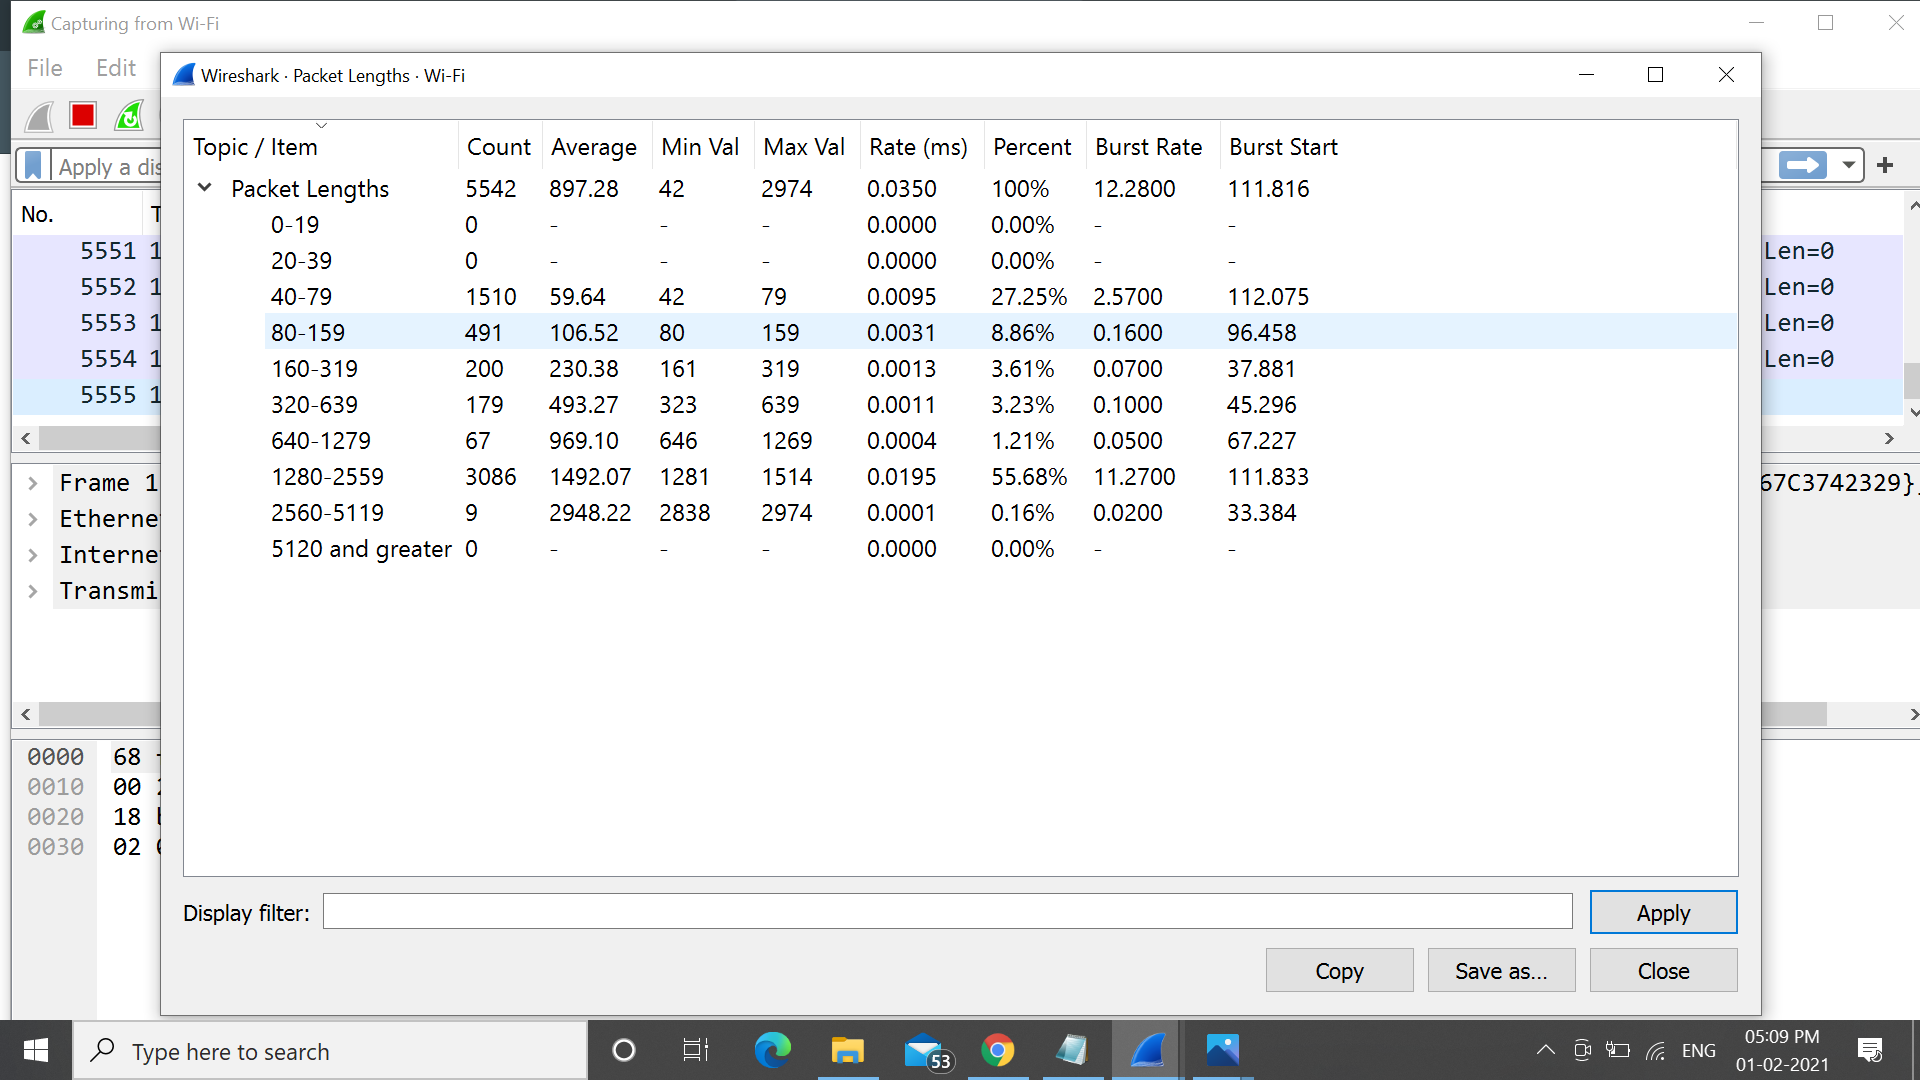 Capturing from Wi-Fi
File Edit
Wireshark · Packet Lengths · Wi-Fi
Apply a dis
Topic / Item Count Average Min Val Max Val Rate (ms) Percent Burst Rate Burst Start
Packet Lengths 5542 897.28 42 2974 0.0350 100% 12.2800 111.816
0-19 0 - - - 0.0000 0.00% - -
20-39 0 - - - 0.0000 0.00% - -
40-79 1510 59.64 42 79 0.0095 27.25% 2.5700 112.075
80-159 491 106.52 80 159 0.0031 8.86% 0.1600 96.458
160-319 200 230.38 161 319 0.0013 3.61% 0.0700 37.881
320-639 179 493.27 323 639 0.0011 3.23% 0.1000 45.296
640-1279 67 969.10 646 1269 0.0004 1.21% 0.0500 67.227
1280-2559 3086 1492.07 1281 1514 0.0195 55.68% 11.2700 111.833
2560-5119 9 2948.22 2838 2974 0.0001 0.16% 0.0200 33.384
5120 and greater 0 - - - 0.0000 0.00% - -
No. T
5551 1 Len=0
5552 1 Len=0
5553 1 Len=0
5554 1 Len=0
5555 1
Frame 1 67C3742329},
Etherne
Interne
Transmi
0000 68
0010 00
0020 18
0030 02
Display filter: Apply
Copy Save as... Close
Type here to search
53
ENG
05:09 PM
01-02-2021